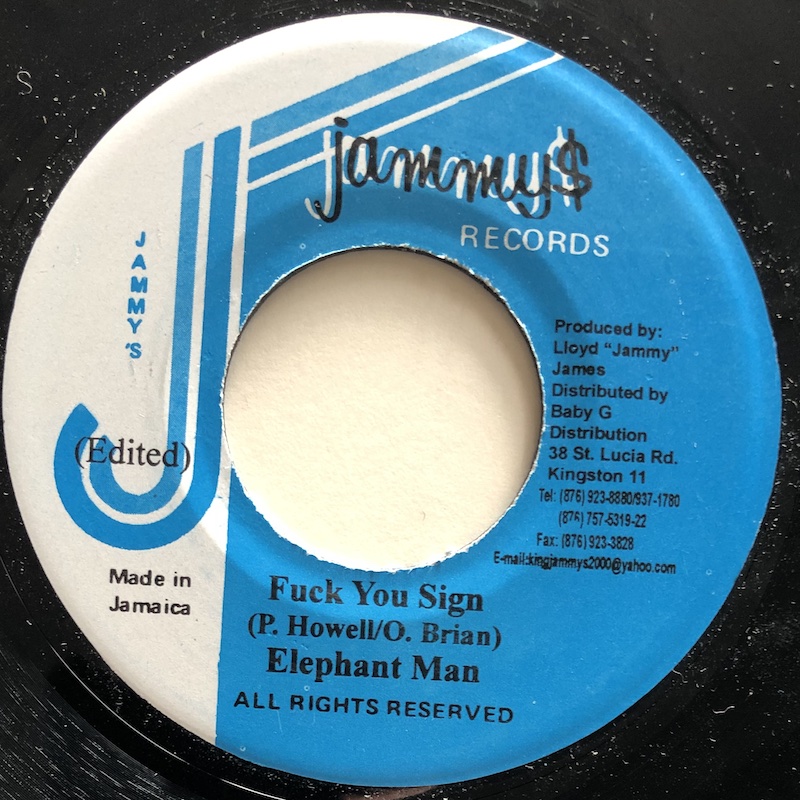 jammy$
RECORDS
JAMMY'S
Produced by:
Lloyd "Jammy"
James
Distributed by
Baby G
Distribution
38 St. Lucia Rd.
Kingston 11
Tel: (876) 923-8880/937-1780
(876) 757-5319-22
Fax: (876) 923-3828
E-mail:kingjammys2000@yahoo.com
(Edited)
Made in
Jamaica
Fuck You Sign
(P. Howell/O. Brian)
Elephant Man
ALL RIGHTS RESERVED
S